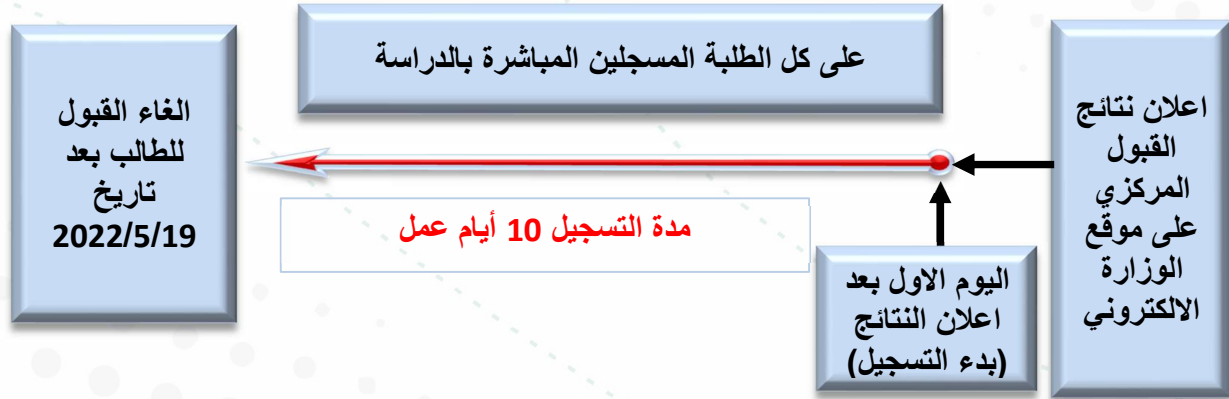 على كل الطلبة المسجلين المباشرة بالدراسة
اعلان نتائج
القبول
المركزي
على موقع
الوزارة
الالكتروني
اليوم الاول بعد
اعلان النتائج
(بدء التسجيل)
مدة التسجيل 10 أيام عمل
الغاء القبول
للطالب بعد
تاريخ
2022/5/19